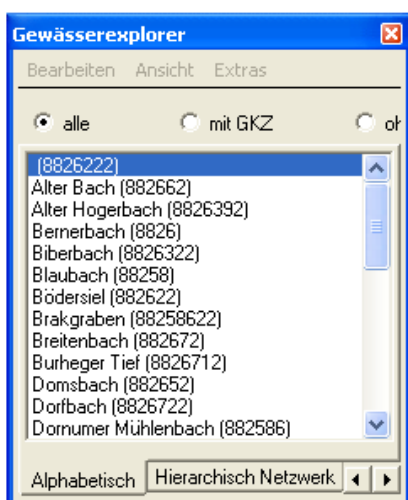 Gewässerexplorer
Bearbeiten Ansicht Extras
alle mit GKZ oh
(8826222)
Alter Bach (882662)
Alter Hogerbach (8826392)
Bernerbach (8826)
Biberbach (8826322)
Blaubach (88258)
Bödersiel (882622)
Brakgraben (88258622)
Breitenbach (882672)
Burheger Tief (8826712)
Domsbach (882652)
Dorfbach (8826722)
Dornumer Mühlenbach (882586)
Alphabetisch Hierarchisch Netzwerk